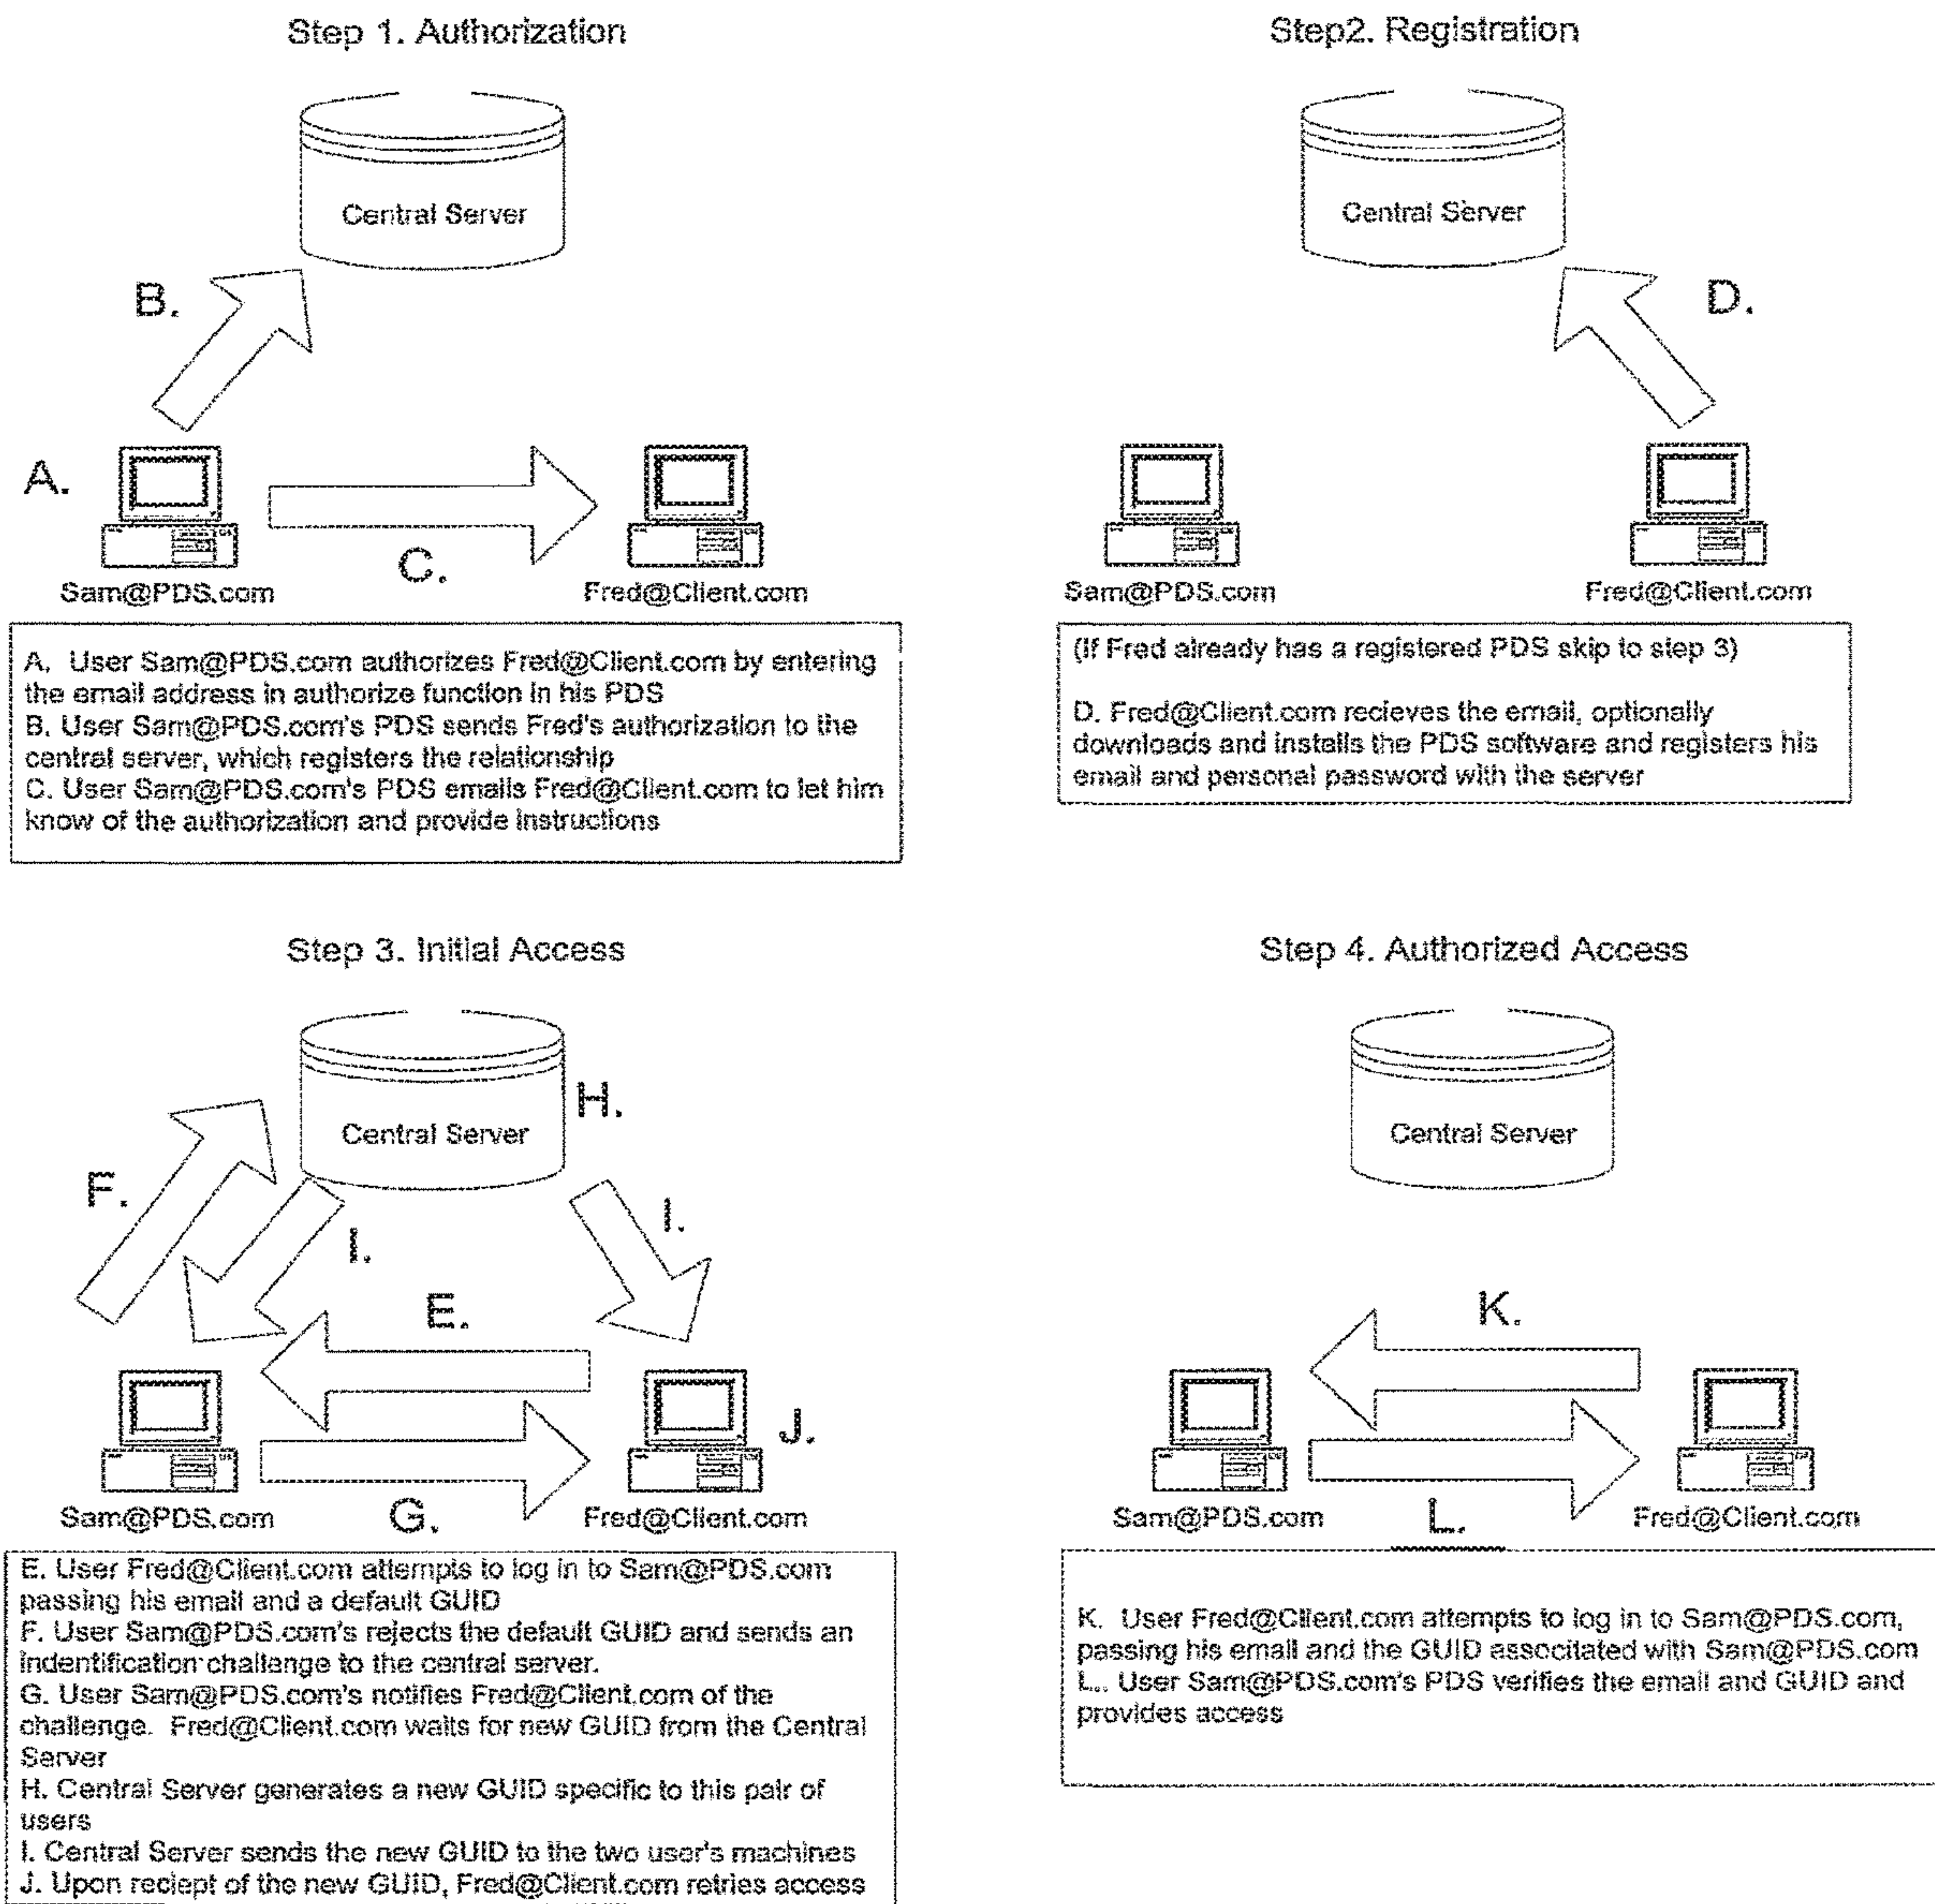 Step 1. Authorization
Central Server
B.
A.
C.
Sam@PDS.com
Fred@Client.com
A. User Sam@PDS.com authorizes Fred@Client.com by entering
the email address in authorize function in his PDS
B. User Sam@PDS.com's PDS sends Fred's authorization to the
central server, which registers the relationship
C. User Sam@PDS.com's PDS emails Fred@Client.com to let him
know of the authorization and provide instructions
Step2. Registration
Central Server
D.
Sam@PDS.com
Fred@Client.com
(If Fred already has a registered PDS skip to step 3)
D. Fred@Client.com recieves the email, optionally
downloads and installs the PDS software and registers his
email and personal password with the server
Step 3. Initial Access
Central Server
H.
F.
I.
I.
E.
J.
G.
Sam@PDS.com
Fred@Client.com
E. User Fred@Client.com attempts to log in to Sam@PDS.com
passing his email and a default GUID
F. User Sam@PDS.com's rejects the default GUID and sends an
indentification challenge to the central server.
G. User Sam@PDS.com's notifies Fred@Client.com of the
challenge. Fred@Client.com waits for new GUID from the Central
Server
H. Central Server generates a new GUID specific to this pair of
users
I. Central Server sends the new GUID to the two user's machines
J. Upon reciept of the new GUID, Fred@Client.com retries access
Step 4. Authorized Access
Central Server
K.
L.
Sam@PDS.com
Fred@Client.com
K. User Fred@Client.com attempts to log in to Sam@PDS.com,
passing his email and the GUID associtated with Sam@PDS.com
L.. User Sam@PDS.com's PDS verifies the email and GUID and
provides access